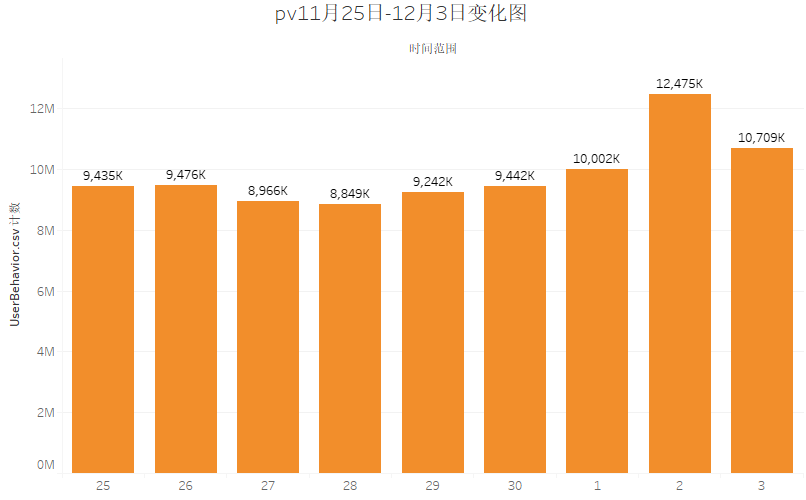 pv11月25日-12月3日变化图
时间范围
UserBehavior.csv 计数
12M
10M
8M
6M
4M
2M
0M
9,435K
9,476K
8,966K
8,849K
9,242K
9,442K
10,002K
12,475K
10,709K
25
26
27
28
29
30
1
2
3